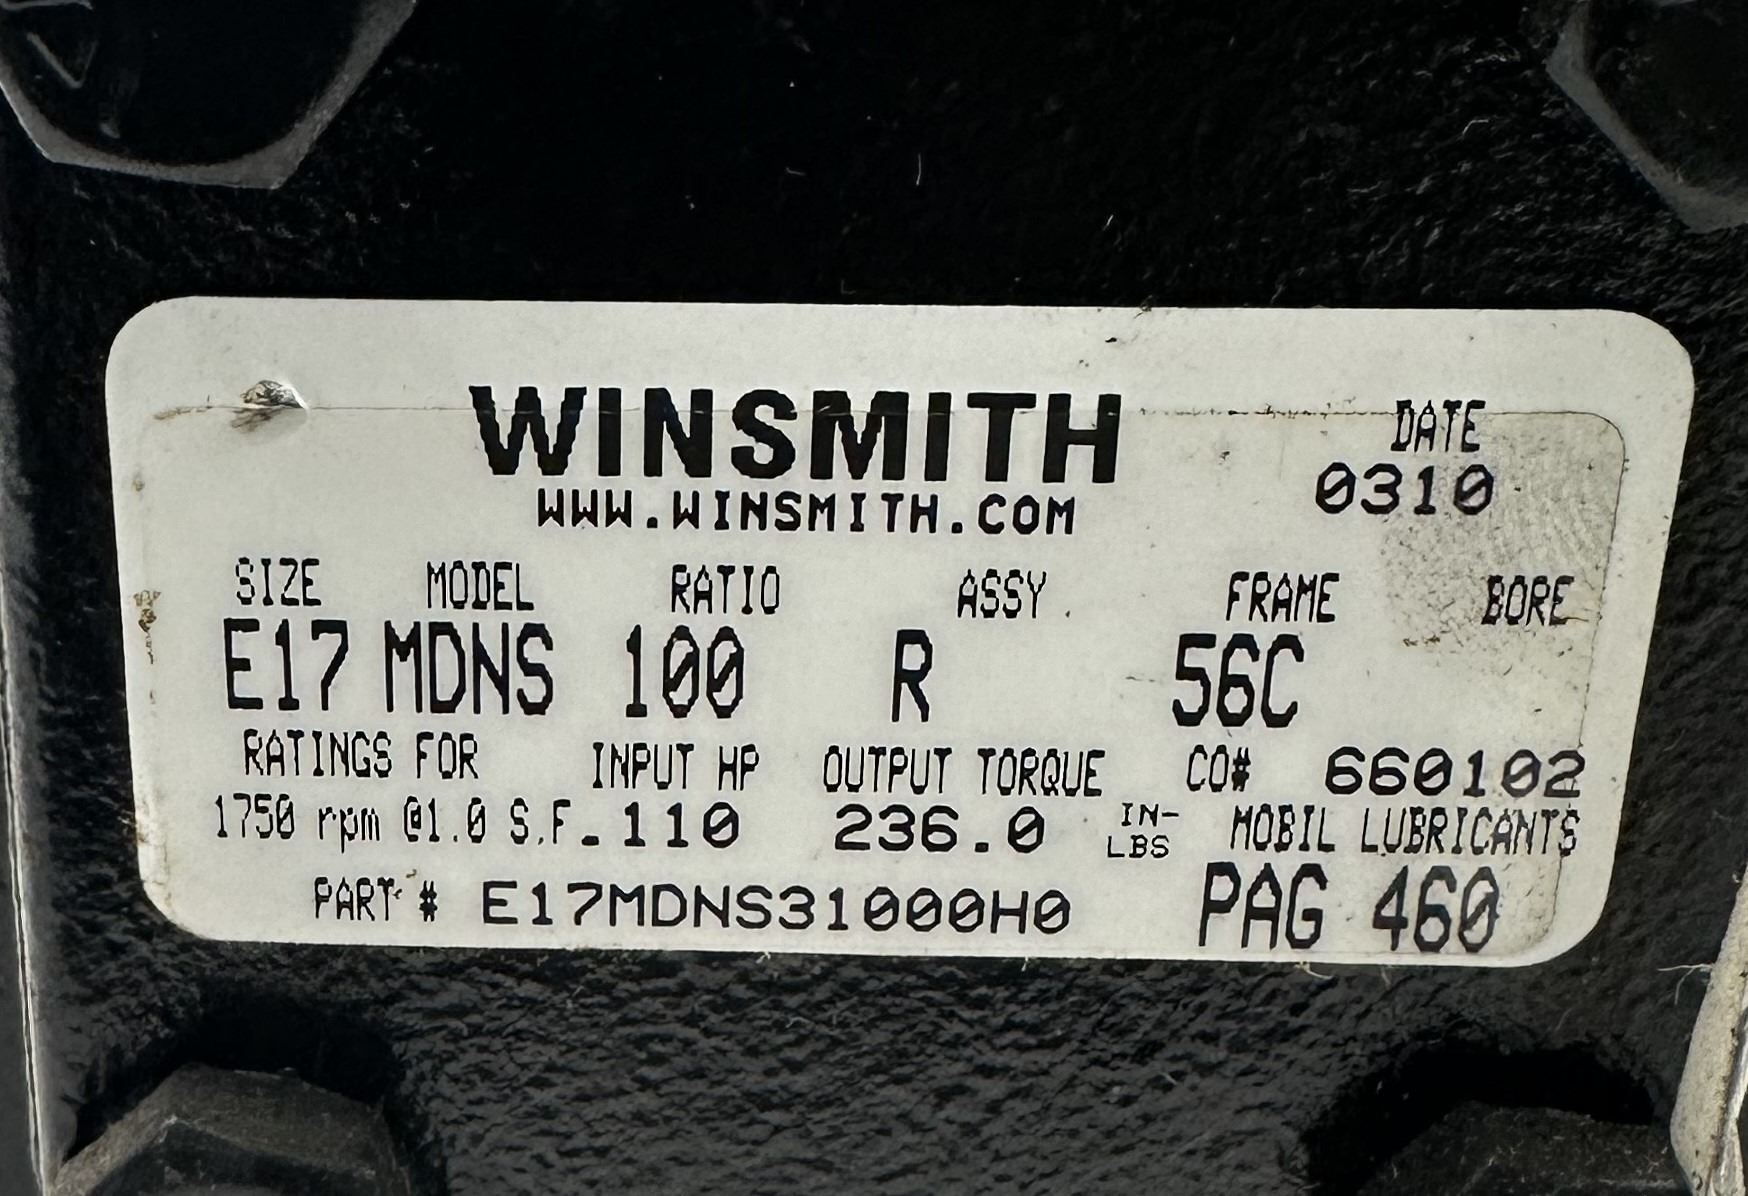 WINSMITH
WWW.WINSMITH.COM
DATE
0310
SIZE MODEL RATIO ASSY. FRAME BORE
E17 MDNS 100 R 56C
RATINGS FOR INPUT HP OUTPUT TORQUE CO# 660102
1750 rpm @1.0 S.F. .110 236.0 IN-LBS MOBIL LUBRICANTS
PART # E17MDNS31000H0 PAG 460